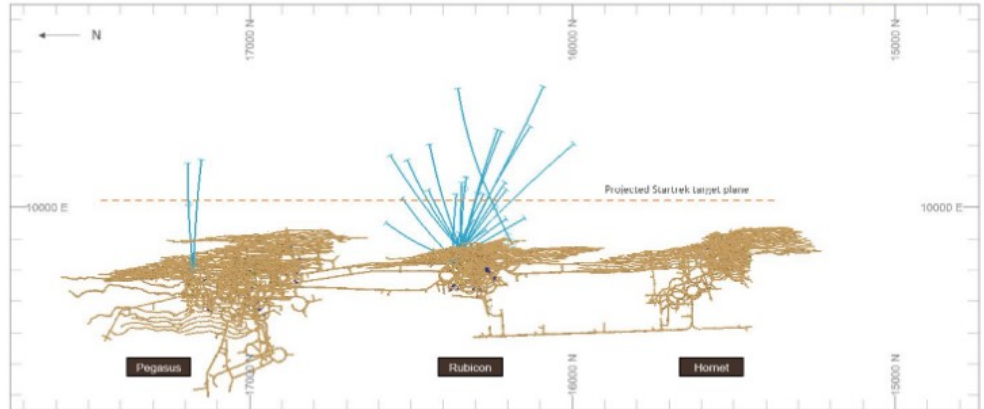 N
17000 N
16000 N
15000 N
Projected Startrek target plane
10000 E
10000 E
Pegasus
Rubicon
Hornet
17000 N
16000 N
15000 N